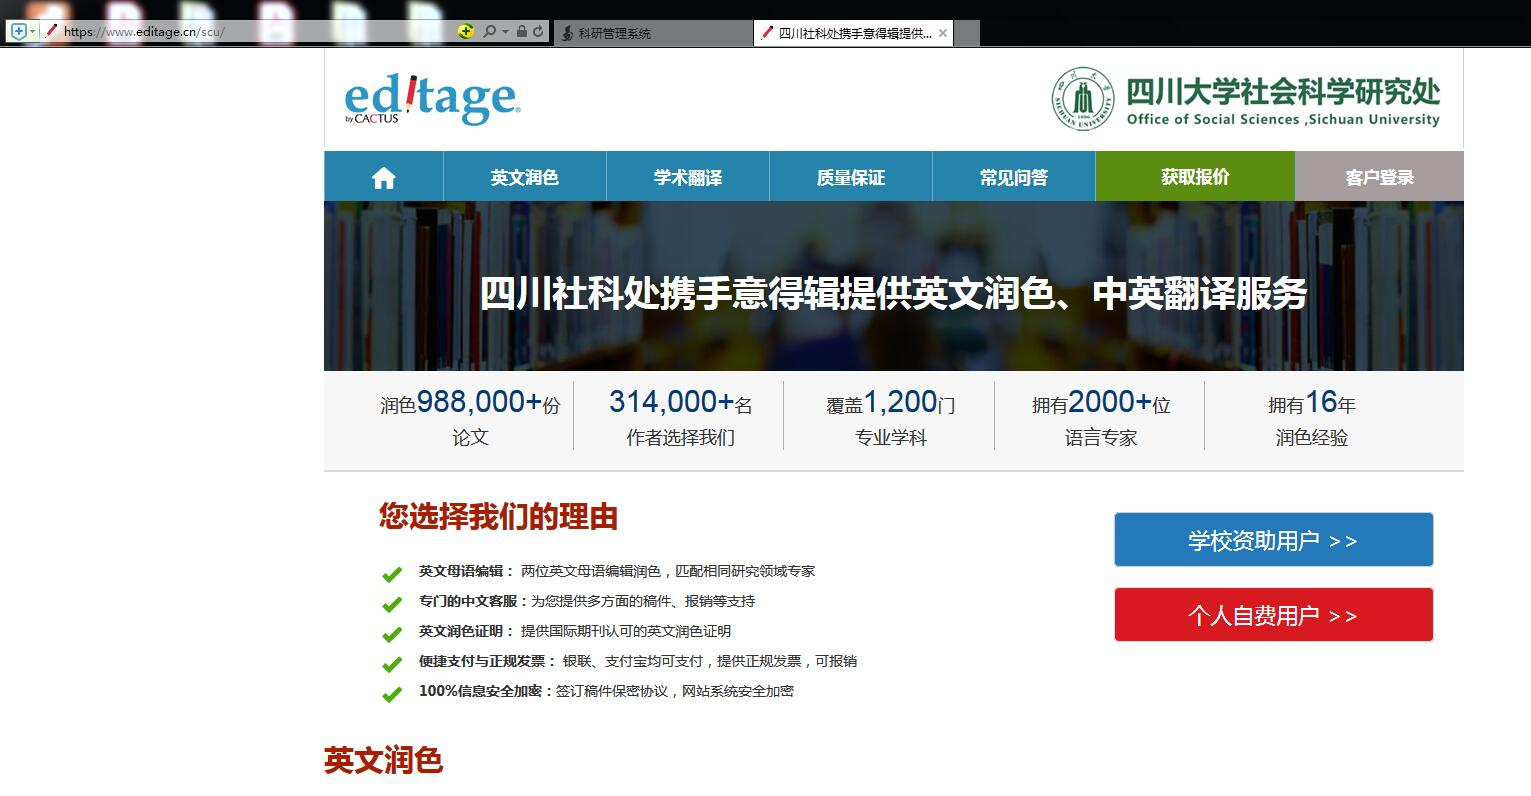 https://www.editage.cn/scu/
科研管理系统
四川社科处携手意得辑提供...
editage
by CACTUS
四川大学社会科学研究处
Office of Social Sciences ,Sichuan University
英文润色
学术翻译
质量保证
常见问答
获取报价
客户登录
四川社科处携手意得辑提供英文润色、中英翻译服务
润色988,000+份
论文
314,000+名
作者选择我们
覆盖1,200门
专业学科
拥有2000+位
语言专家
拥有16年
润色经验
您选择我们的理由
英文母语编辑： 两位英文母语编辑润色，匹配相同研究领域专家
专门的中文客服：为您提供多方面的稿件、报销等支持
英文润色证明： 提供国际期刊认可的英文润色证明
便捷支付与正规发票： 银联、支付宝均可支付，提供正规发票，可报销
100%信息安全加密：签订稿件保密协议，网站系统安全加密
学校资助用户 >>
个人自费用户 >>
英文润色